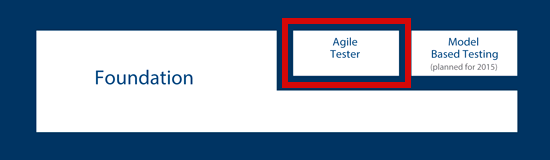 Foundation
Agile
Tester
Model
Based Testing
(planned for 2015)